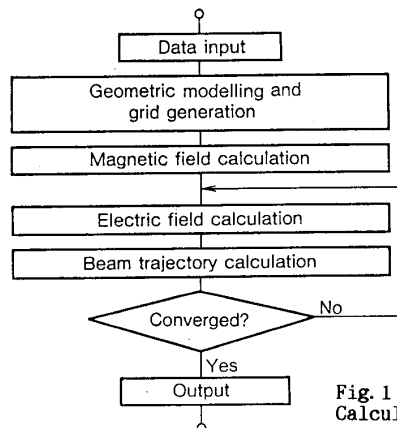 Data input
Geometric modelling and
grid generation
Magnetic field calculation
Electric field calculation
Beam trajectory calculation
Converged?
No
Yes
Output
Fig. 1
Calcul